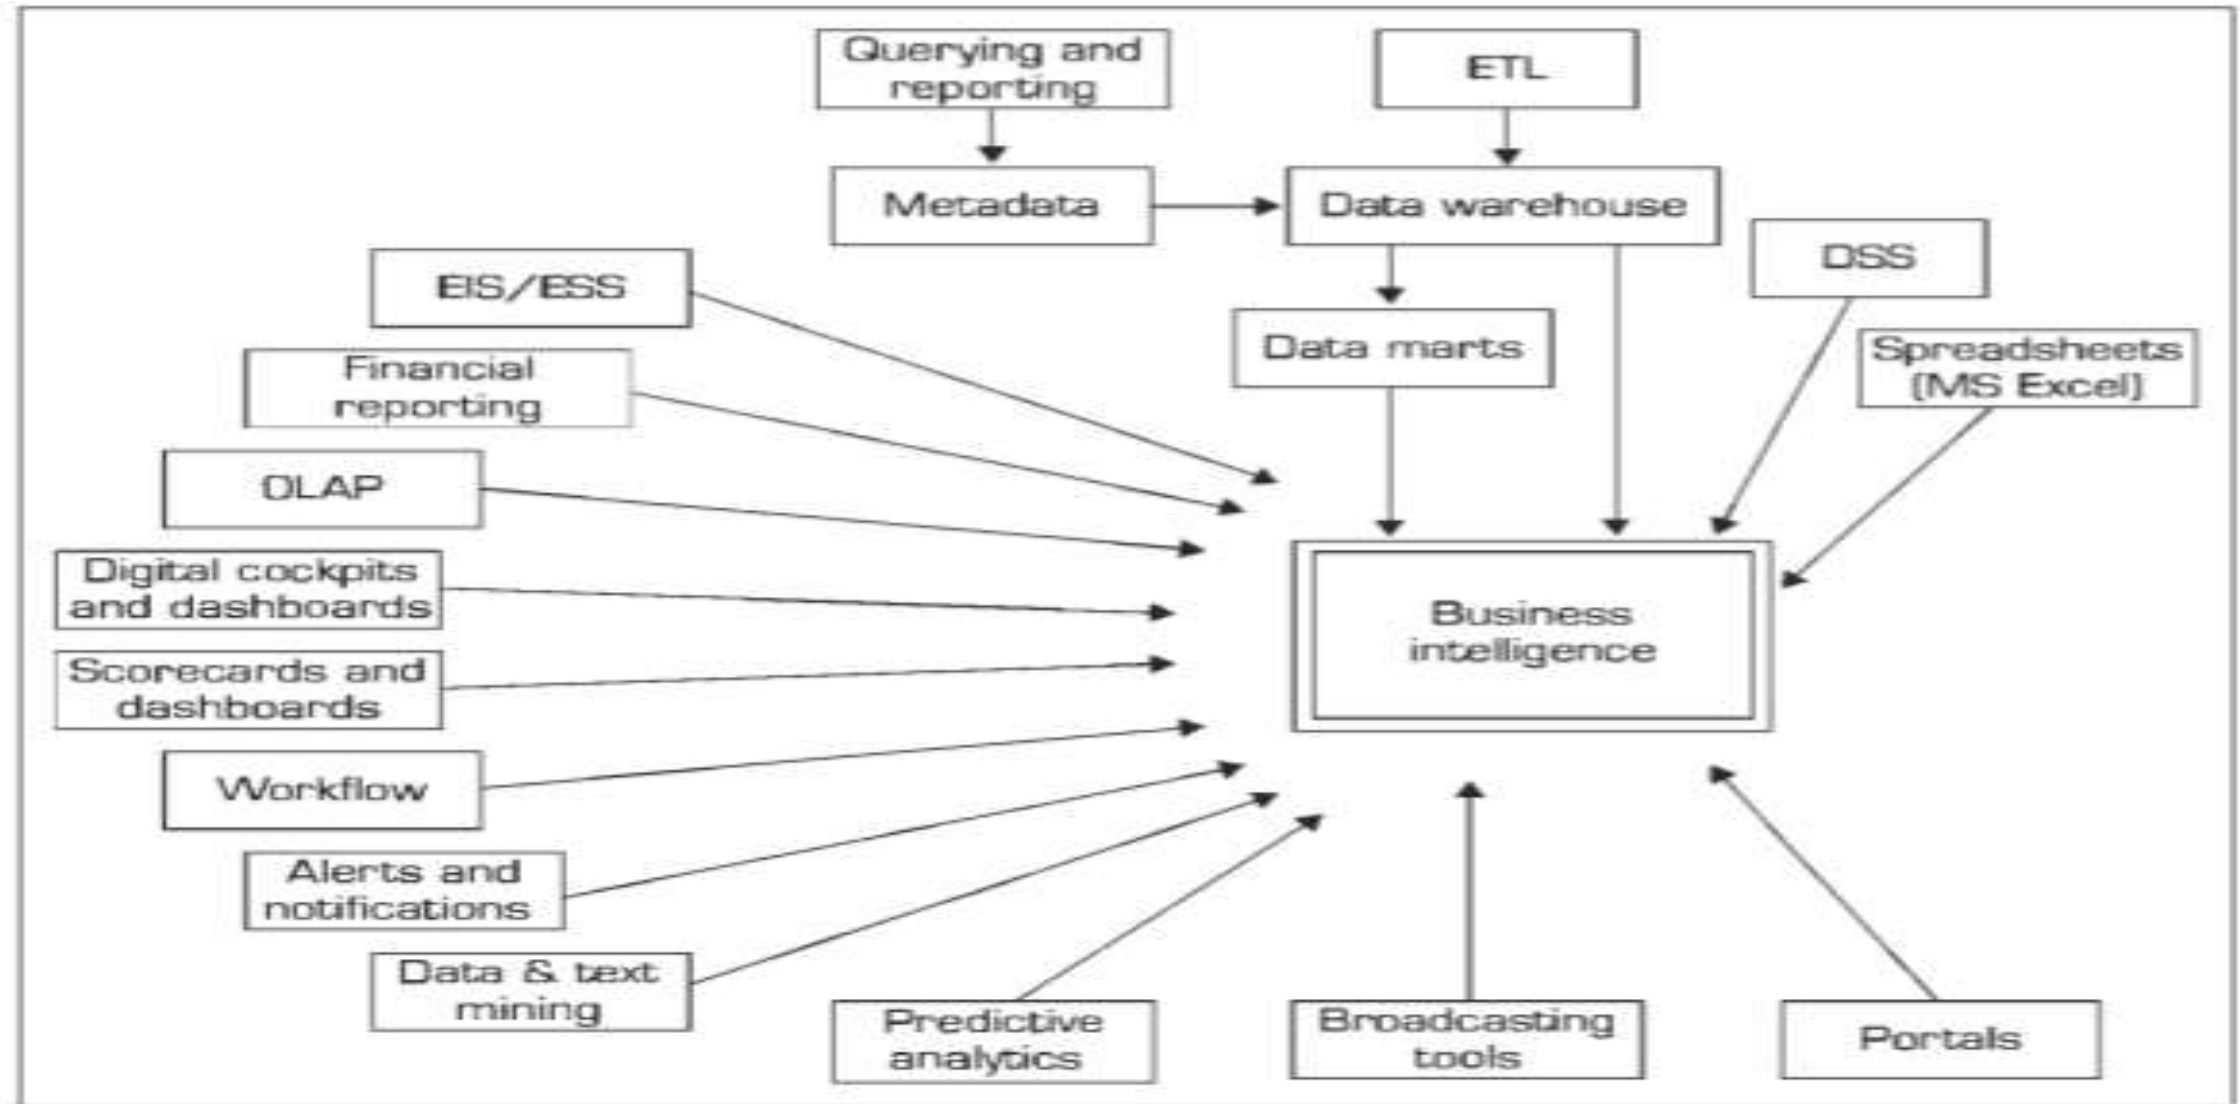 Querying and
reporting
ETL
Metadata
Data warehouse
DSS
EIS/ESS
Data marts
Spreadsheets
(MS Excel)
Financial
reporting
OLAP
Digital cockpits
and dashboards
Business
intelligence
Scorecards and
dashboards
Workflow
Alerts and
notifications
Data & text
mining
Predictive
analytics
Broadcasting
tools
Portals